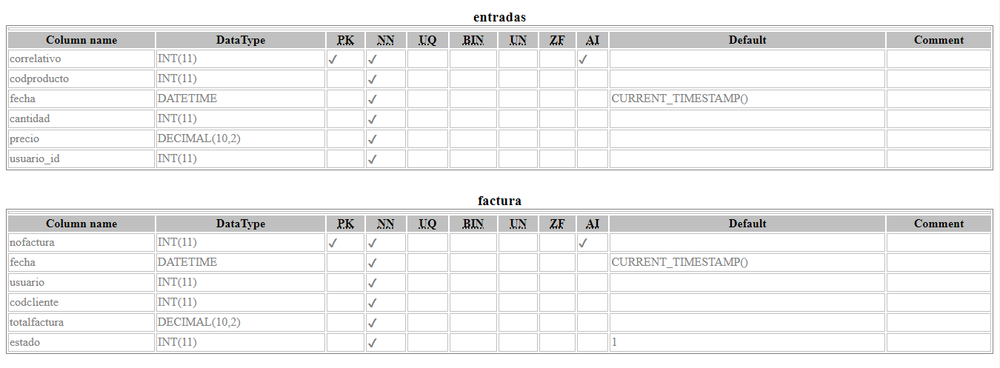 entradas
Column name DataType PK NN UQ BIN UN ZF AI Default Comment
correlativo INT(11) ✓ ✓ ✓
codproducto INT(11) ✓
fecha DATETIME ✓ CURRENT_TIMESTAMP()
cantidad INT(11) ✓
precio DECIMAL(10,2) ✓
usuario_id INT(11) ✓
factura
Column name DataType PK NN UQ BIN UN ZF AI Default Comment
nofactura INT(11) ✓ ✓ ✓
fecha DATETIME ✓ CURRENT_TIMESTAMP()
usuario INT(11) ✓
codcliente INT(11) ✓
totalfactura DECIMAL(10,2) ✓
estado INT(11) ✓ 1